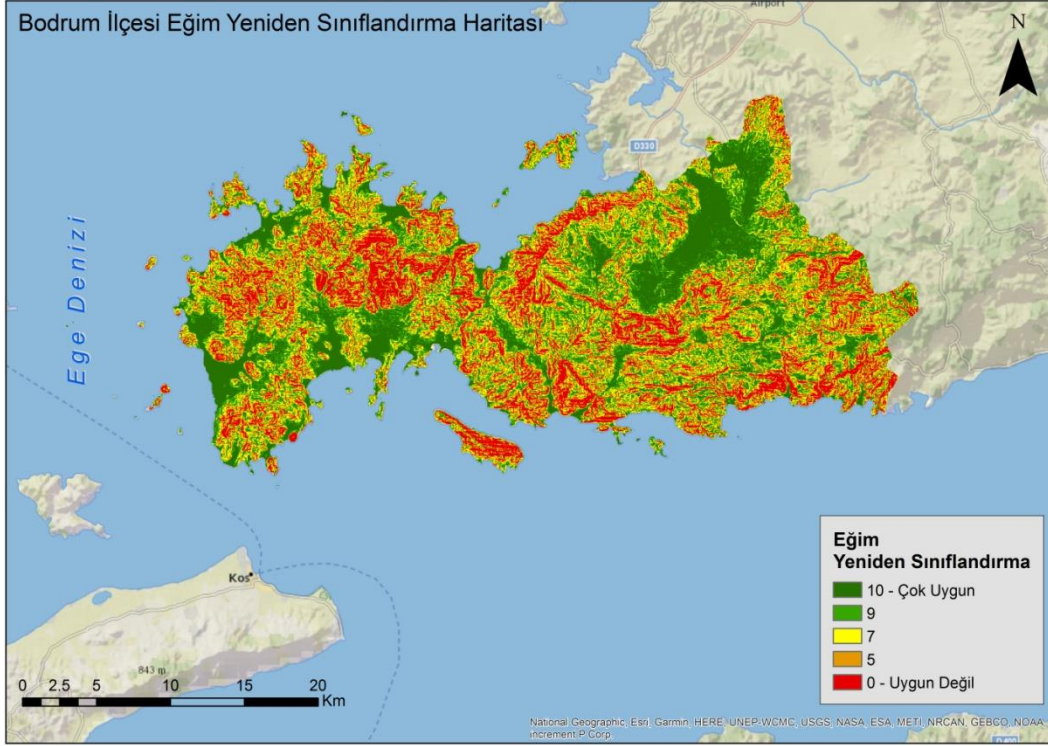 Bodrum İlçesi Eğim Yeniden Sınıflandırma Haritası
Airport
N
D330
Ege Denizi
Kos
843 m
0 2.5 5 10 15 20
Km
Eğim
Yeniden Sınıflandırma
10 - Çok Uygun
9
7
5
0 - Uygun Değil
National Geographic, Esri, Garmin, HERE, UNEP-WCMC, USGS, NASA, ESA, METI, NRCAN, GEBCO, NOAA,
increment P Corp.
D400